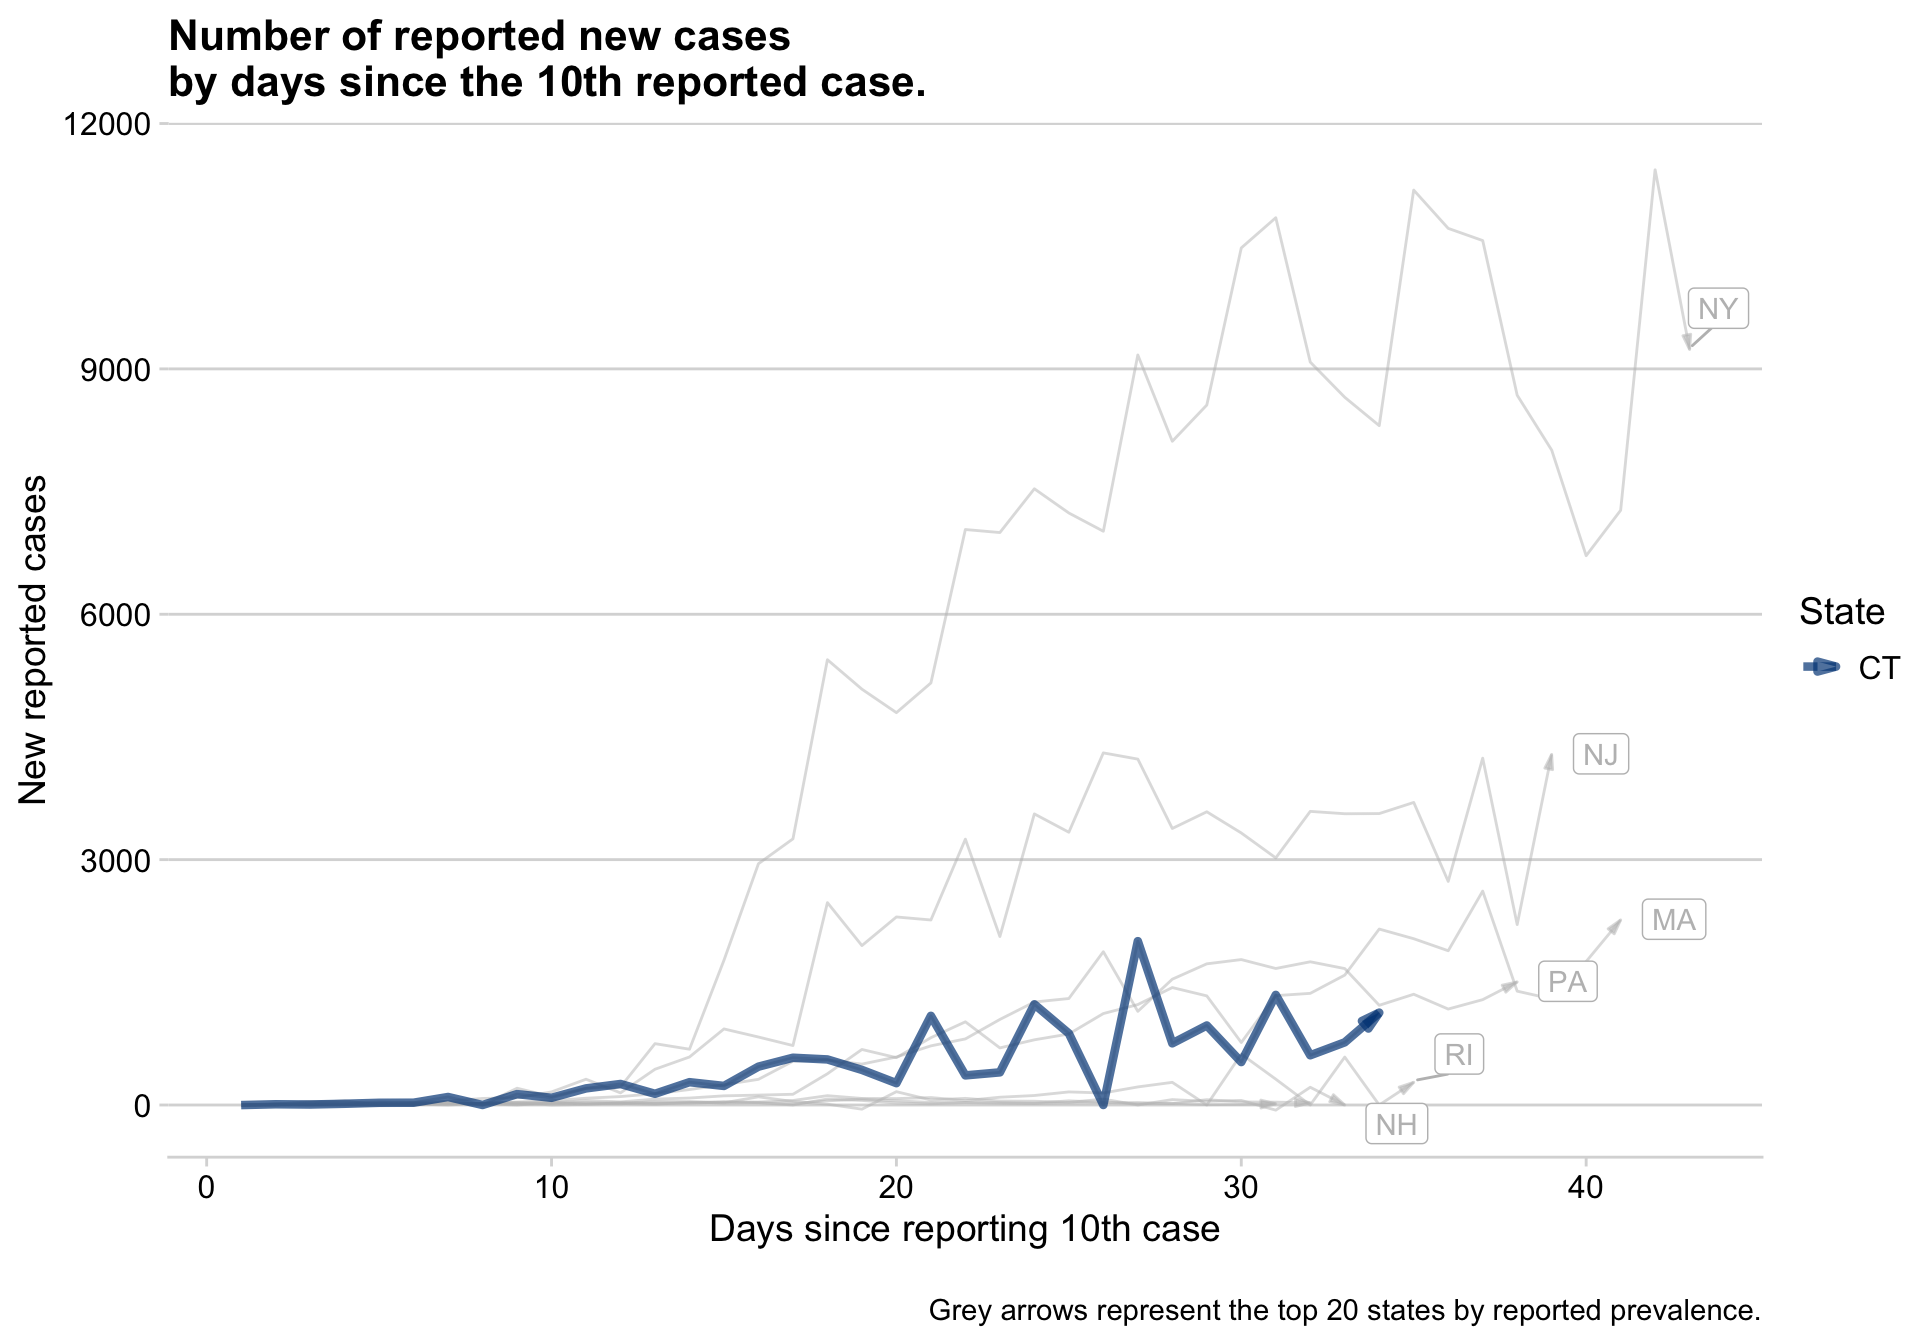 Number of reported new cases
by days since the 10th reported case.
New reported cases
12000
9000
6000
3000
0
NY
NJ
MA
PA
RI
NH
State
CT
0 10 20 30 40
Days since reporting 10th case
Grey arrows represent the top 20 states by reported prevalence.